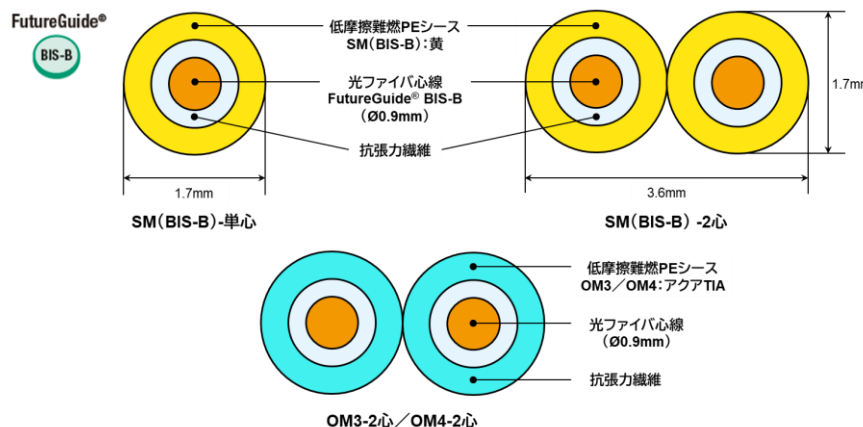 FutureGuide®
BIS-B
低摩擦難燃PEシース
SM(BIS-B):黄
光ファイバ心線
FutureGuide® BIS-B
(Ø0.9mm)
抗張力繊維
1.7mm
1.7mm
3.6mm
SM(BIS-B)-単心
SM(BIS-B) -2心
低摩擦難燃PEシース
OM3/OM4:アクアTIA
光ファイバ心線
(Ø0.9mm)
抗張力繊維
OM3-2心/OM4-2心